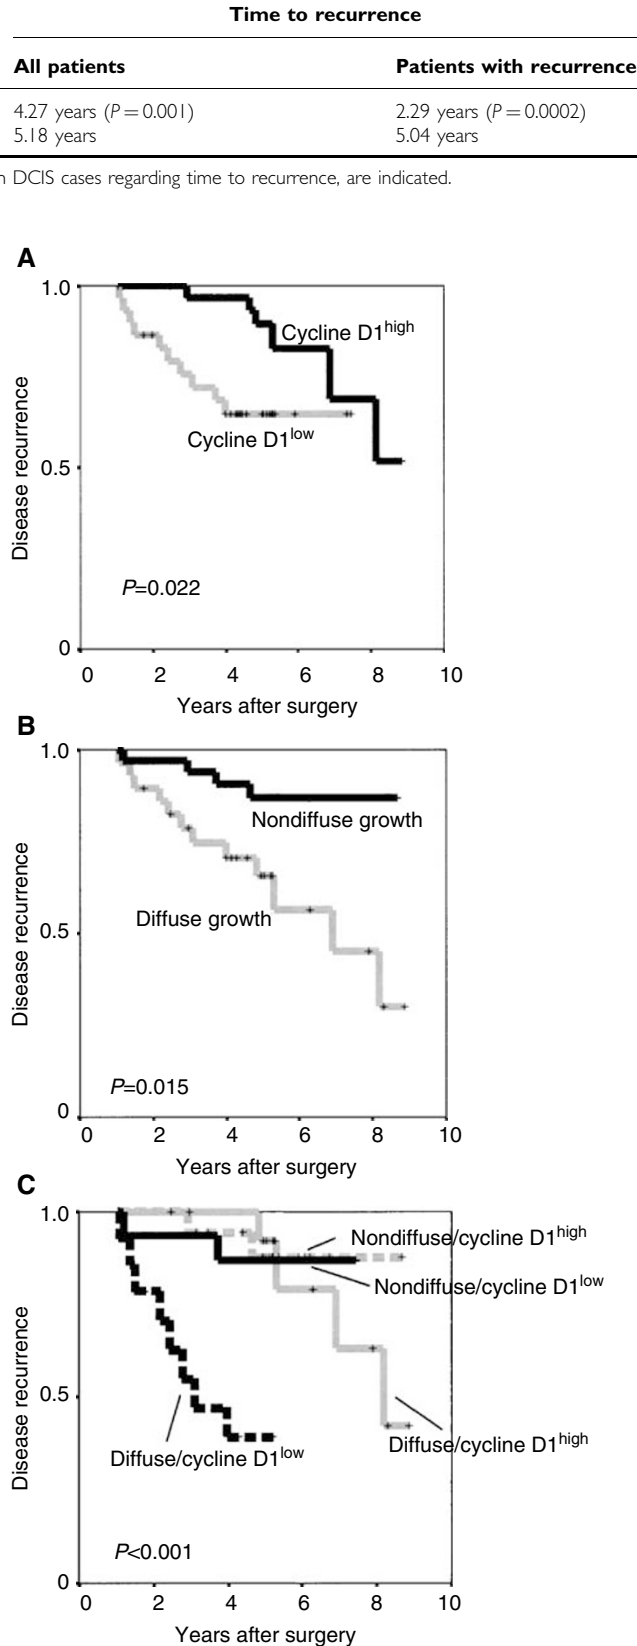 Time to recurrence
All patients Patients with recurrence
4.27 years (P = 0.001) 2.29 years (P = 0.0002)
5.18 years 5.04 years
n DCIS cases regarding time to recurrence, are indicated.
A
1.0
Cycline D1high
Cycline D1low
0.5
Disease recurrence
P=0.022
0
0 2 4 6 8 10
Years after surgery
B
1.0
Nondiffuse growth
Diffuse growth
0.5
Disease recurrence
P=0.015
0
0 2 4 6 8 10
Years after surgery
C
1.0
Nondiffuse/cycline D1high
Nondiffuse/cycline D1low
0.5
Disease recurrence
Diffuse/cycline D1high
Diffuse/cycline D1low
P<0.001
0
0 2 4 6 8 10
Years after surgery